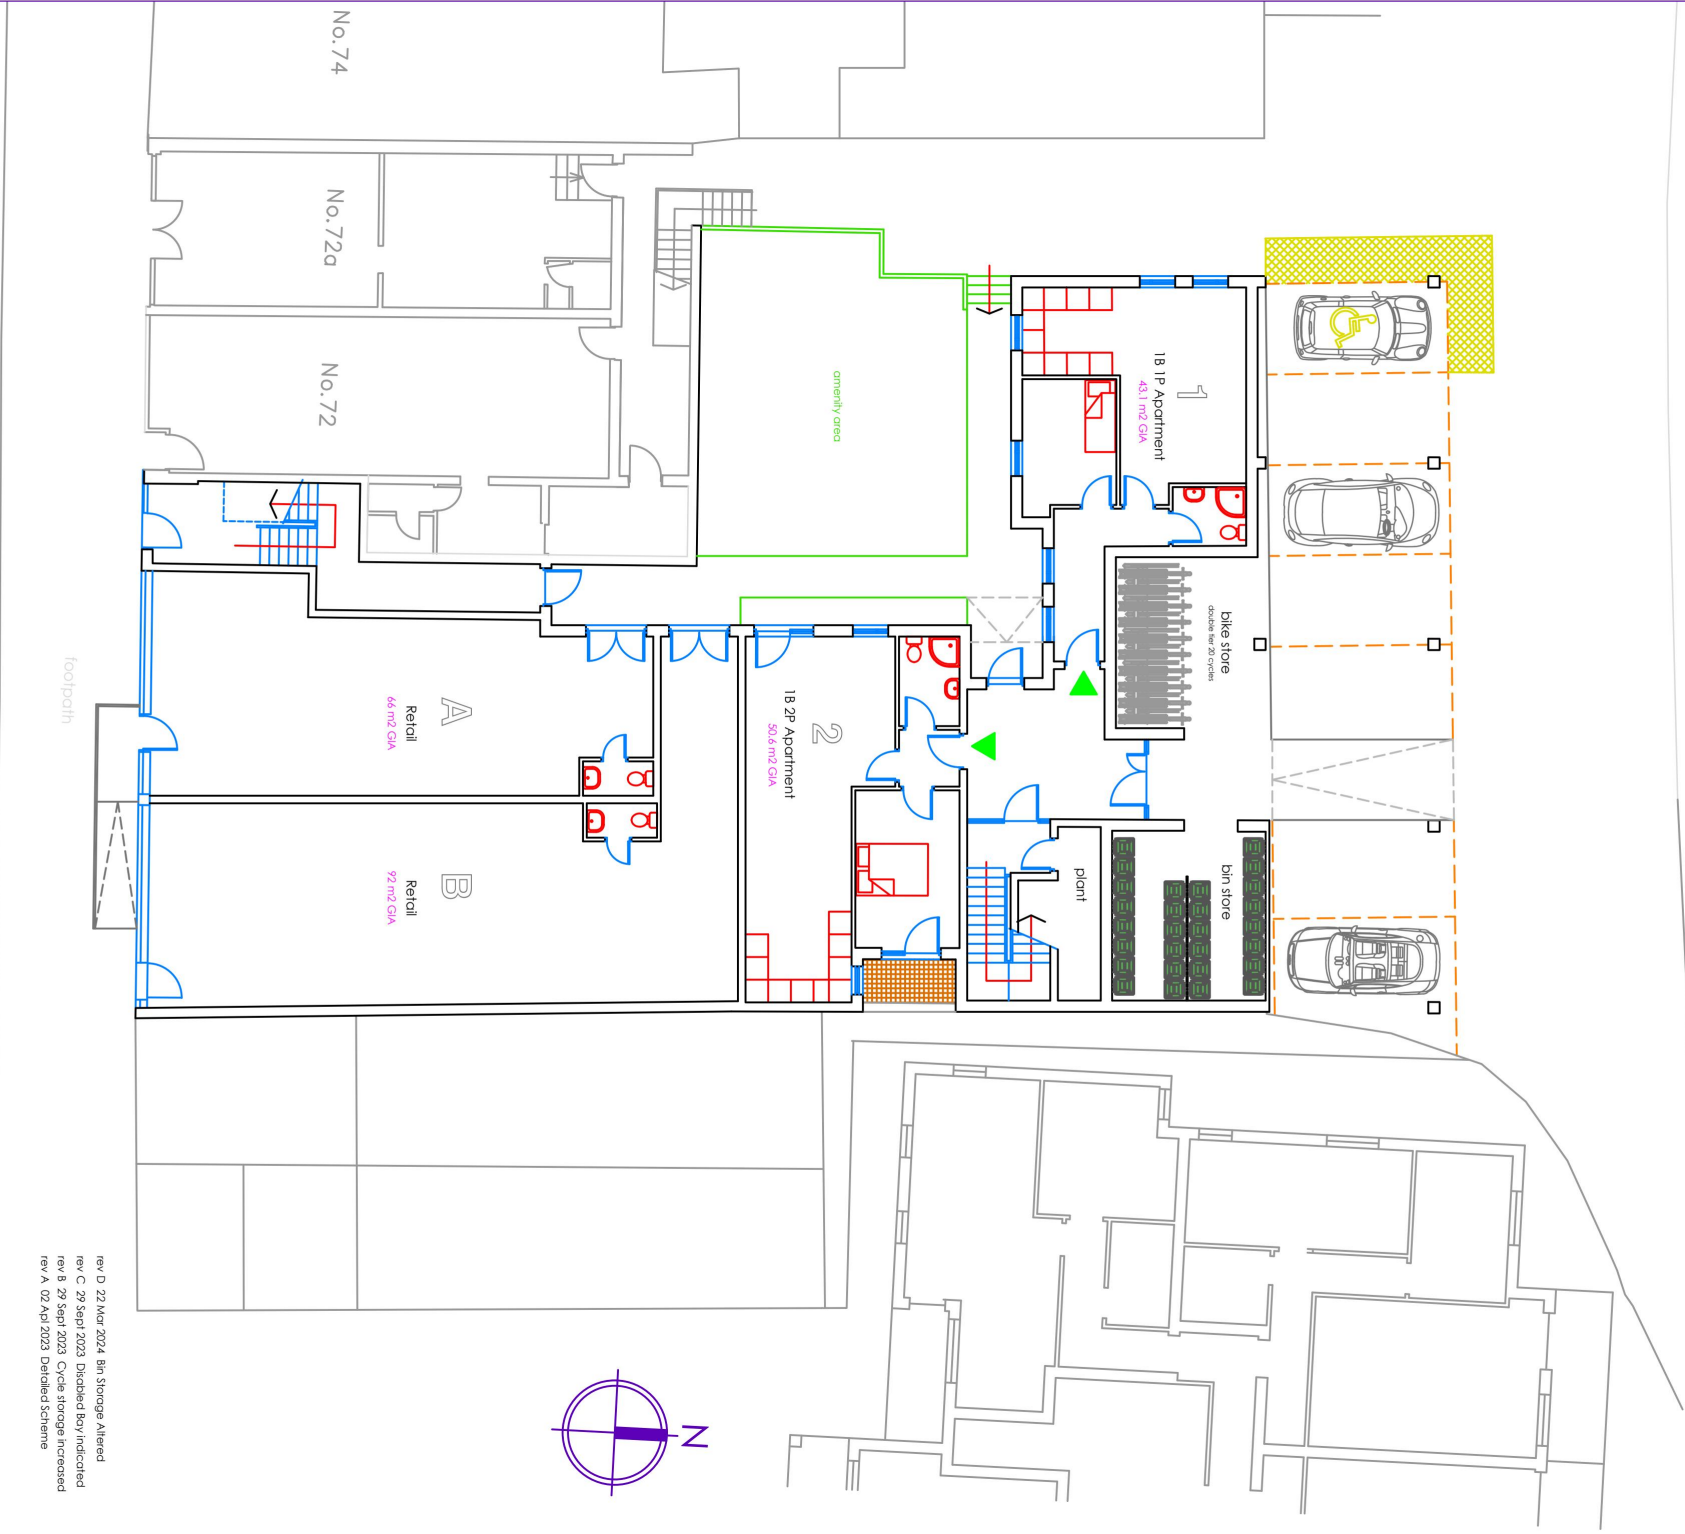 No.74
No.72a
No.72
amenity area
1
1B 1P Apartment
43.1 m2 GIA
bike store
double tier 20 cycles
footpath
A
Retail
66 m2 GIA
2
1B 2P Apartment
50.6 m2 GIA
B
Retail
92 m2 GIA
plant
bin store
N
rev D 22 Mar 2024 Bin Storage Altered
rev C 29 Sept 2023 Disabled Bay indicated
rev B 29 Sept 2023 Cycle storage increased
rev A 02 Apl 2023 Detailed Scheme